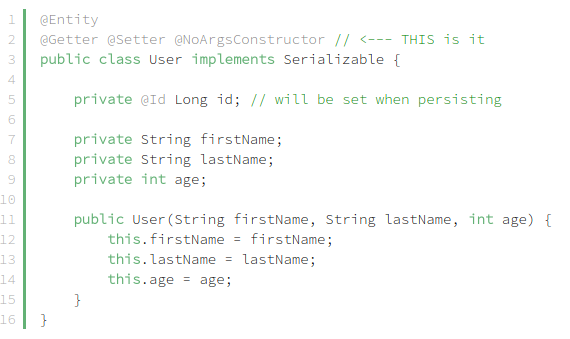 1 @Entity
2 @Getter @Setter @NoArgsConstructor // <--- THIS is it
3 public class User implements Serializable {
4
5     private @Id Long id; // will be set when persisting
6
7     private String firstName;
8     private String lastName;
9     private int age;
10
11     public User(String firstName, String lastName, int age) {
12         this.firstName = firstName;
13         this.lastName = lastName;
14         this.age = age;
15     }
16 }